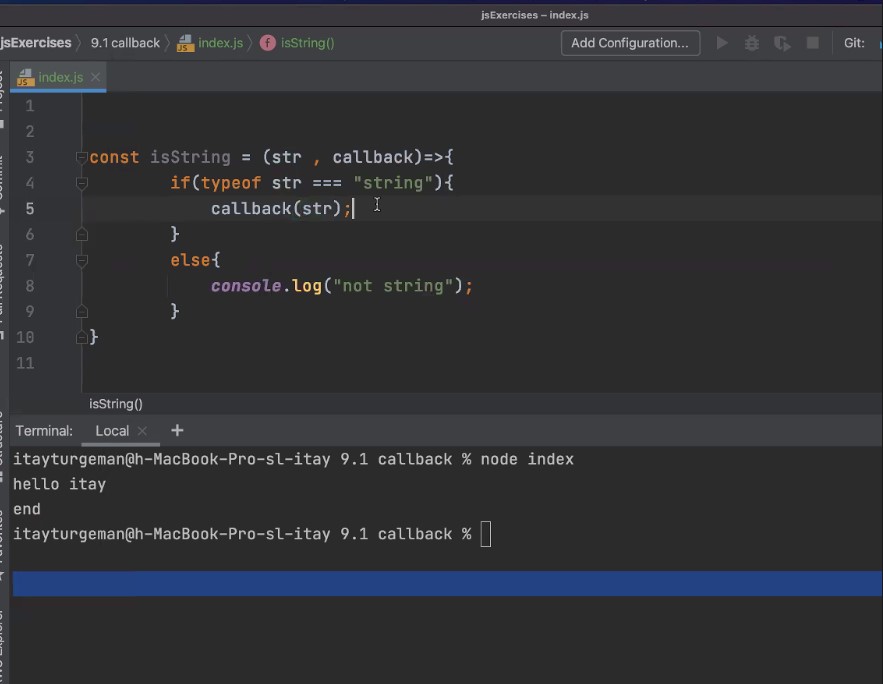 jsExercises – index.js
jsExercises 9.1 callback index.js isString() Add Configuration... Git:
index.js
1
2
3 const isString = (str , callback)=>{
4 if(typeof str === "string"){
5 callback(str);
6 }
7 else{
8 console.log("not string");
9 }
10 }
11
isString()
Terminal: Local
itayturgeman@h-MacBook-Pro-sl-itay 9.1 callback % node index
hello itay
end
itayturgeman@h-MacBook-Pro-sl-itay 9.1 callback %